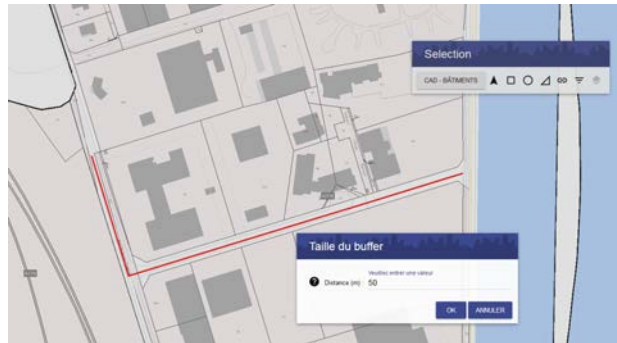 Selection
CAD - BÂTIMENTS
Taille du buffer
Veuillez entrer une valeur
Distance (m)
50
OK
ANNULER